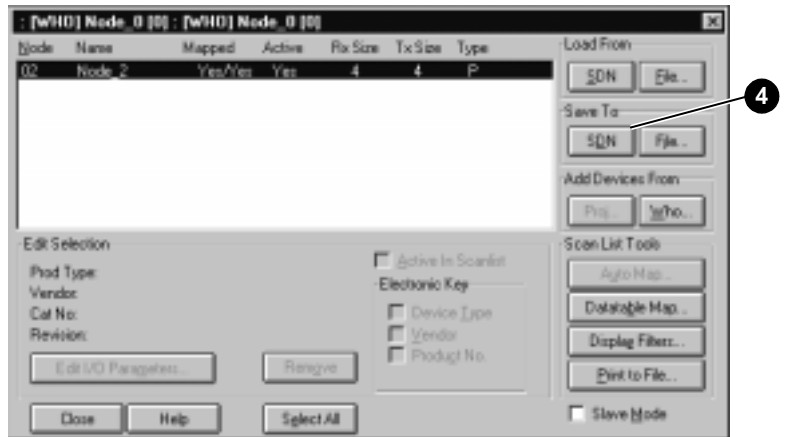 : [WHO] Node_0 [0] : [WHO] Node_0 [0]
Node Name Mapped Active Rx Size Tx Size Type
02 Node_2 Yes/Yes Yes 4 4 P
Load From
SDN File...
Save To
SDN File...
4
Add Devices From
Proj... Who...
Edit Selection
Prod Type:
Vendor:
Cat No:
Revision:
Edit I/O Parameters...
Remove
Active In Scanlist
Electronic Key
Device Type
Vendor
Product No.
Scan List Tools
Auto Map...
Datatable Map...
Display Filters...
Print to File...
Close Help Select All
Slave Mode